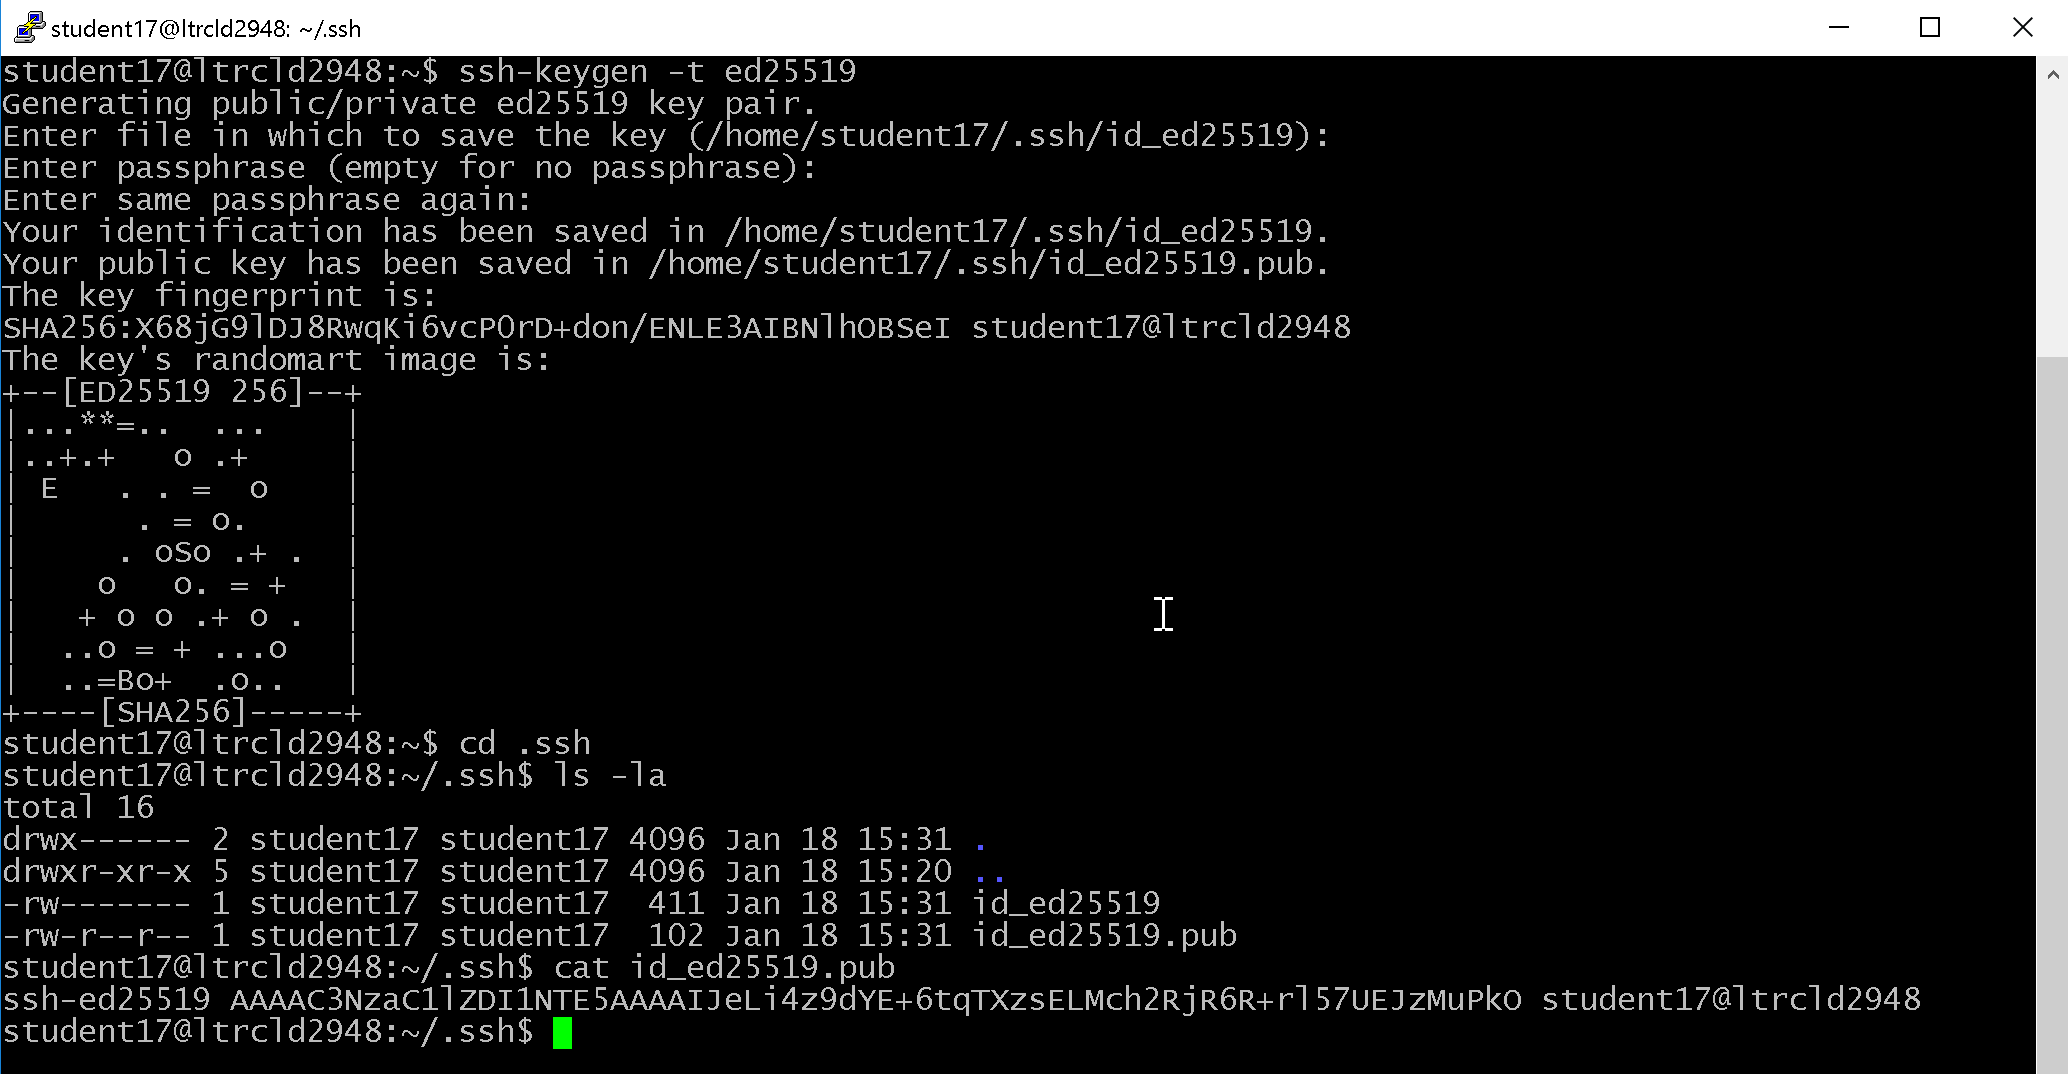 student17@ltrcld2948: ~/.ssh
student17@ltrcld2948:~$ ssh-keygen -t ed25519
Generating public/private ed25519 key pair.
Enter file in which to save the key (/home/student17/.ssh/id_ed25519):
Enter passphrase (empty for no passphrase):
Enter same passphrase again:
Your identification has been saved in /home/student17/.ssh/id_ed25519.
Your public key has been saved in /home/student17/.ssh/id_ed25519.pub.
The key fingerprint is:
SHA256:X68jG9lDJ8RwqKi6vcP0rD+don/ENLE3AIBNlhOBSeI student17@ltrcld2948
The key's randomart image is:
+--[ED25519 256]--+
|...**=..  ...    |
|..+.+   o .+     |
| E   . . =  o    |
|      . = o.     |
|     . oSo .+ .  |
|    o   o. = +   |
|   + o o .+ o .  |
|  ..o = + ...o   |
|  ..=Bo+  .o..   |
+----[SHA256]-----+
student17@ltrcld2948:~$ cd .ssh
student17@ltrcld2948:~/.ssh$ ls -la
total 16
drwx------ 2 student17 student17 4096 Jan 18 15:31 .
drwxr-xr-x 5 student17 student17 4096 Jan 18 15:20 ..
-rw------- 1 student17 student17  411 Jan 18 15:31 id_ed25519
-rw-r--r-- 1 student17 student17  102 Jan 18 15:31 id_ed25519.pub
student17@ltrcld2948:~/.ssh$ cat id_ed25519.pub
ssh-ed25519 AAAAC3NzaC1lZDI1NTE5AAAAIJeLi4z9dYE+6tqTXzsELMch2RjR6R+rl57UEJzMuPkO student17@ltrcld2948
student17@ltrcld2948:~/.ssh$